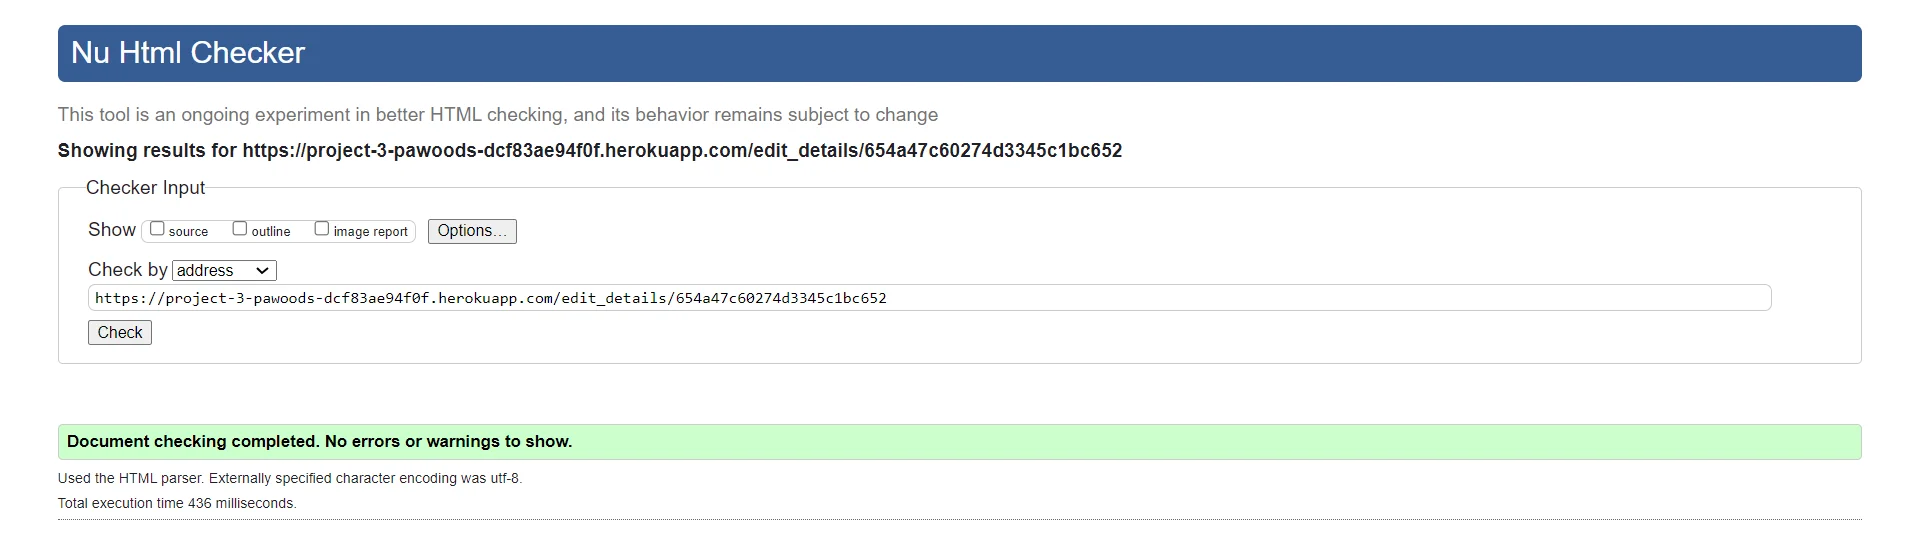 Nu Html Checker
This tool is an ongoing experiment in better HTML checking, and its behavior remains subject to change
Showing results for https://project-3-pawoods-dcf83ae94f0f.herokuapp.com/edit_details/654a47c60274d3345c1bc652
Checker Input
Show source outline image report Options...
Check by address
https://project-3-pawoods-dcf83ae94f0f.herokuapp.com/edit_details/654a47c60274d3345c1bc652
Check
Document checking completed. No errors or warnings to show.
Used the HTML parser. Externally specified character encoding was utf-8.
Total execution time 436 milliseconds.